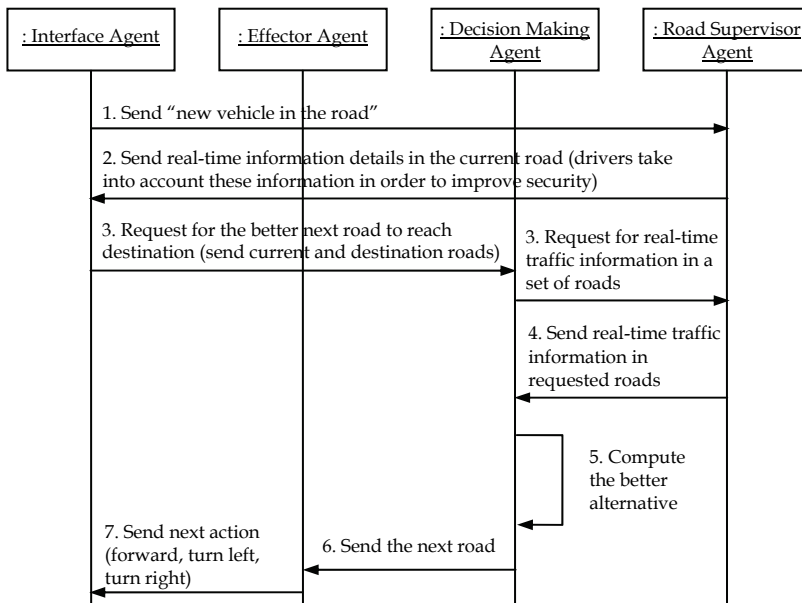 : Interface Agent
: Effector Agent
: Decision Making
Agent
: Road Supervisor
Agent
1. Send “new vehicle in the road”
2. Send real-time information details in the current road (drivers take
into account these information in order to improve security)
3. Request for the better next road to reach
destination (send current and destination roads)
3. Request for real-time
traffic information in a
set of roads
4. Send real-time traffic
information in
requested roads
5. Compute
the better
alternative
6. Send the next road
7. Send next action
(forward, turn left,
turn right)